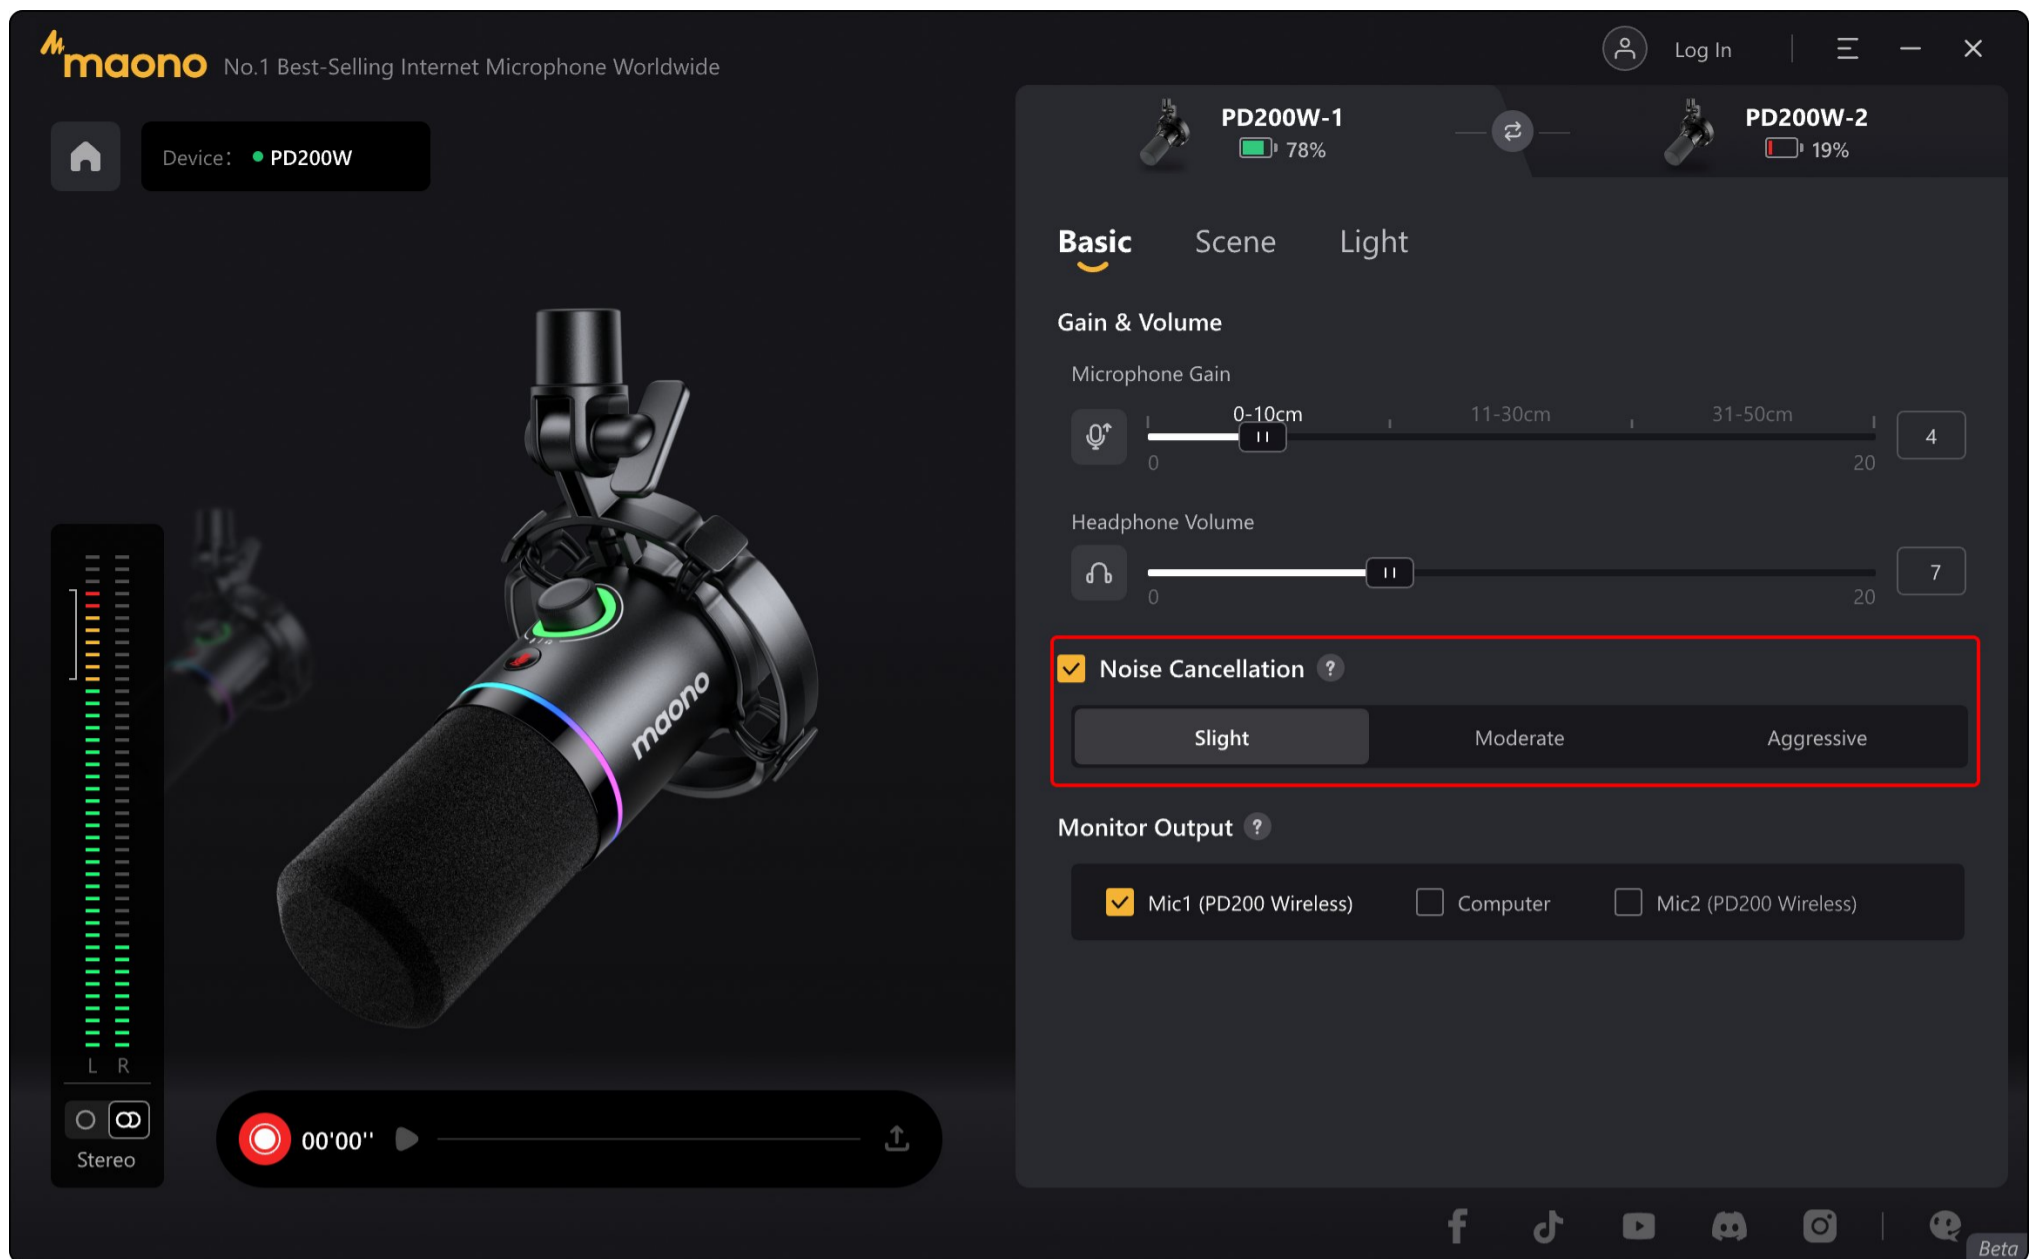 maono No.1 Best-Selling Internet Microphone Worldwide
Log In
Device: PD200W
PD200W-1
78%
PD200W-2
19%
Basic Scene Light
Gain & Volume
Microphone Gain
0-10cm 11-30cm 31-50cm
4
0 20
Headphone Volume
7
0 20
Noise Cancellation ?
Slight Moderate Aggressive
Monitor Output ?
Mic1 (PD200 Wireless) Computer Mic2 (PD200 Wireless)
maono
L R
Stereo
00'00''
Beta